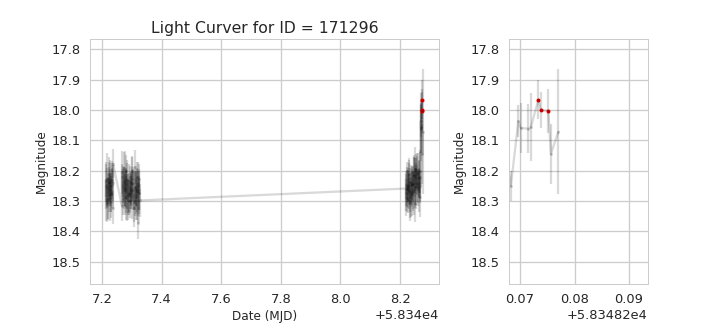 Light Curver for ID = 171296
Magnitude
17.8
17.9
18.0
18.1
18.2
18.3
18.4
18.5
7.2 7.4 7.6 7.8 8.0 8.2
Date (MJD)
+5.834e4
Magnitude
17.8
17.9
18.0
18.1
18.2
18.3
18.4
18.5
0.07 0.08 0.09
+5.83482e4